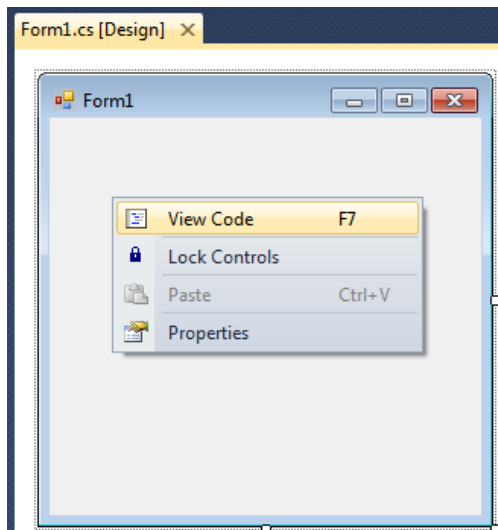 Form1.cs [Design]
Form1
View Code F7
Lock Controls
Paste Ctrl+V
Properties